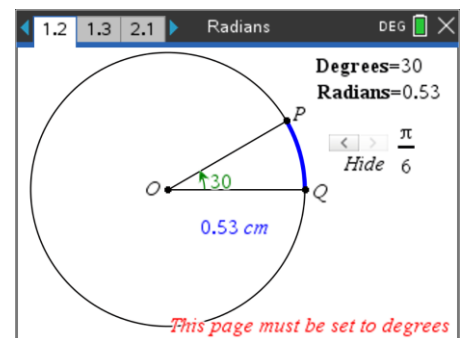 1.2 1.3 2.1 Radians DEG
Degrees=30
Radians=0.53
P
< > π
Hide 6
O 30 Q
0.53 cm
This page must be set to degrees